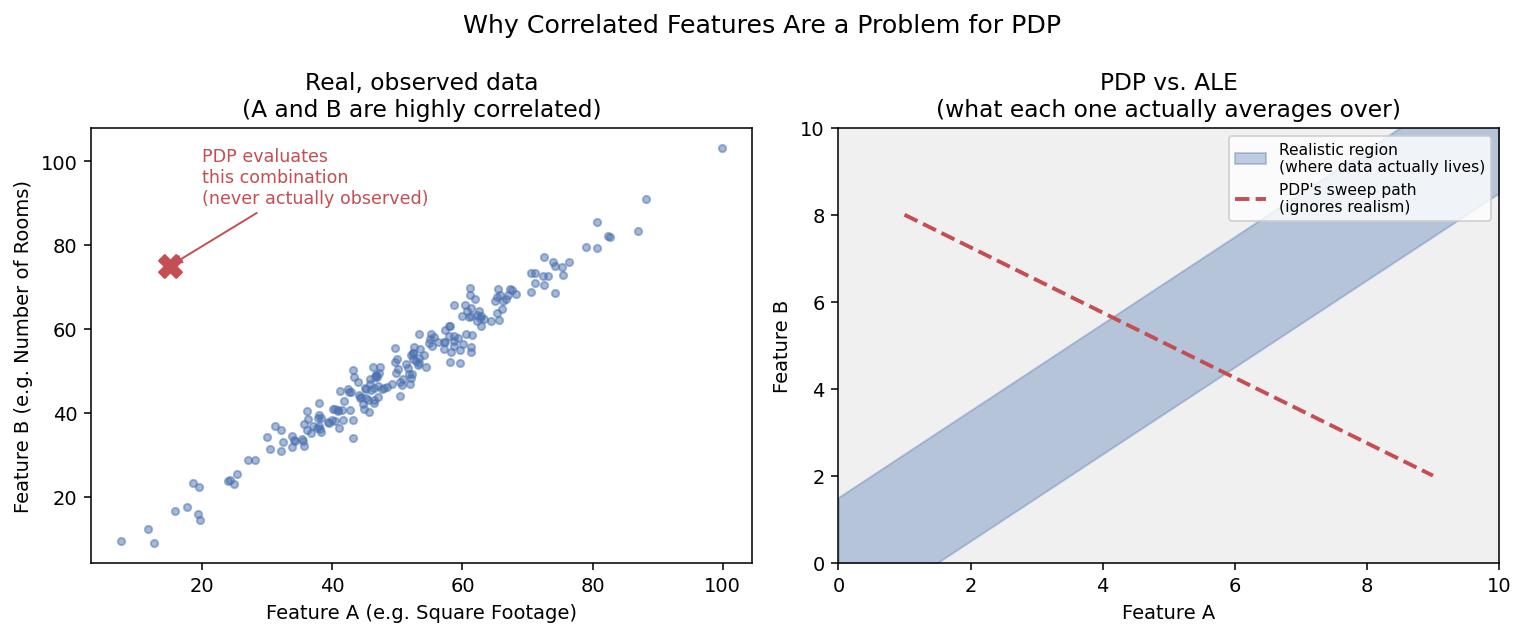 Why Correlated Features Are a Problem for PDP
Real, observed data
(A and B are highly correlated)
PDP evaluates
this combination
(never actually observed)
Feature B (e.g. Number of Rooms)
100
80
60
40
20
20 40 60 80 100
Feature A (e.g. Square Footage)
PDP vs. ALE
(what each one actually averages over)
Realistic region
(where data actually lives)
PDP's sweep path
(ignores realism)
Feature B
10
8
6
4
2
0
0 2 4 6 8 10
Feature A